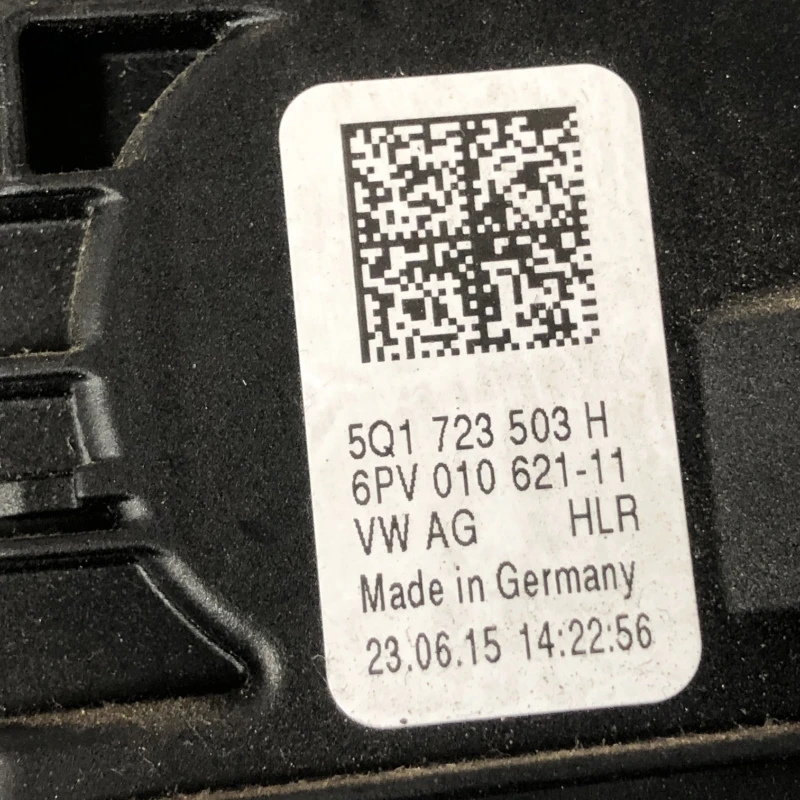 5Q1 723 503 H
6PV 010 621-11
VW AG HLR
Made in Germany
23.06.15 14:22:56